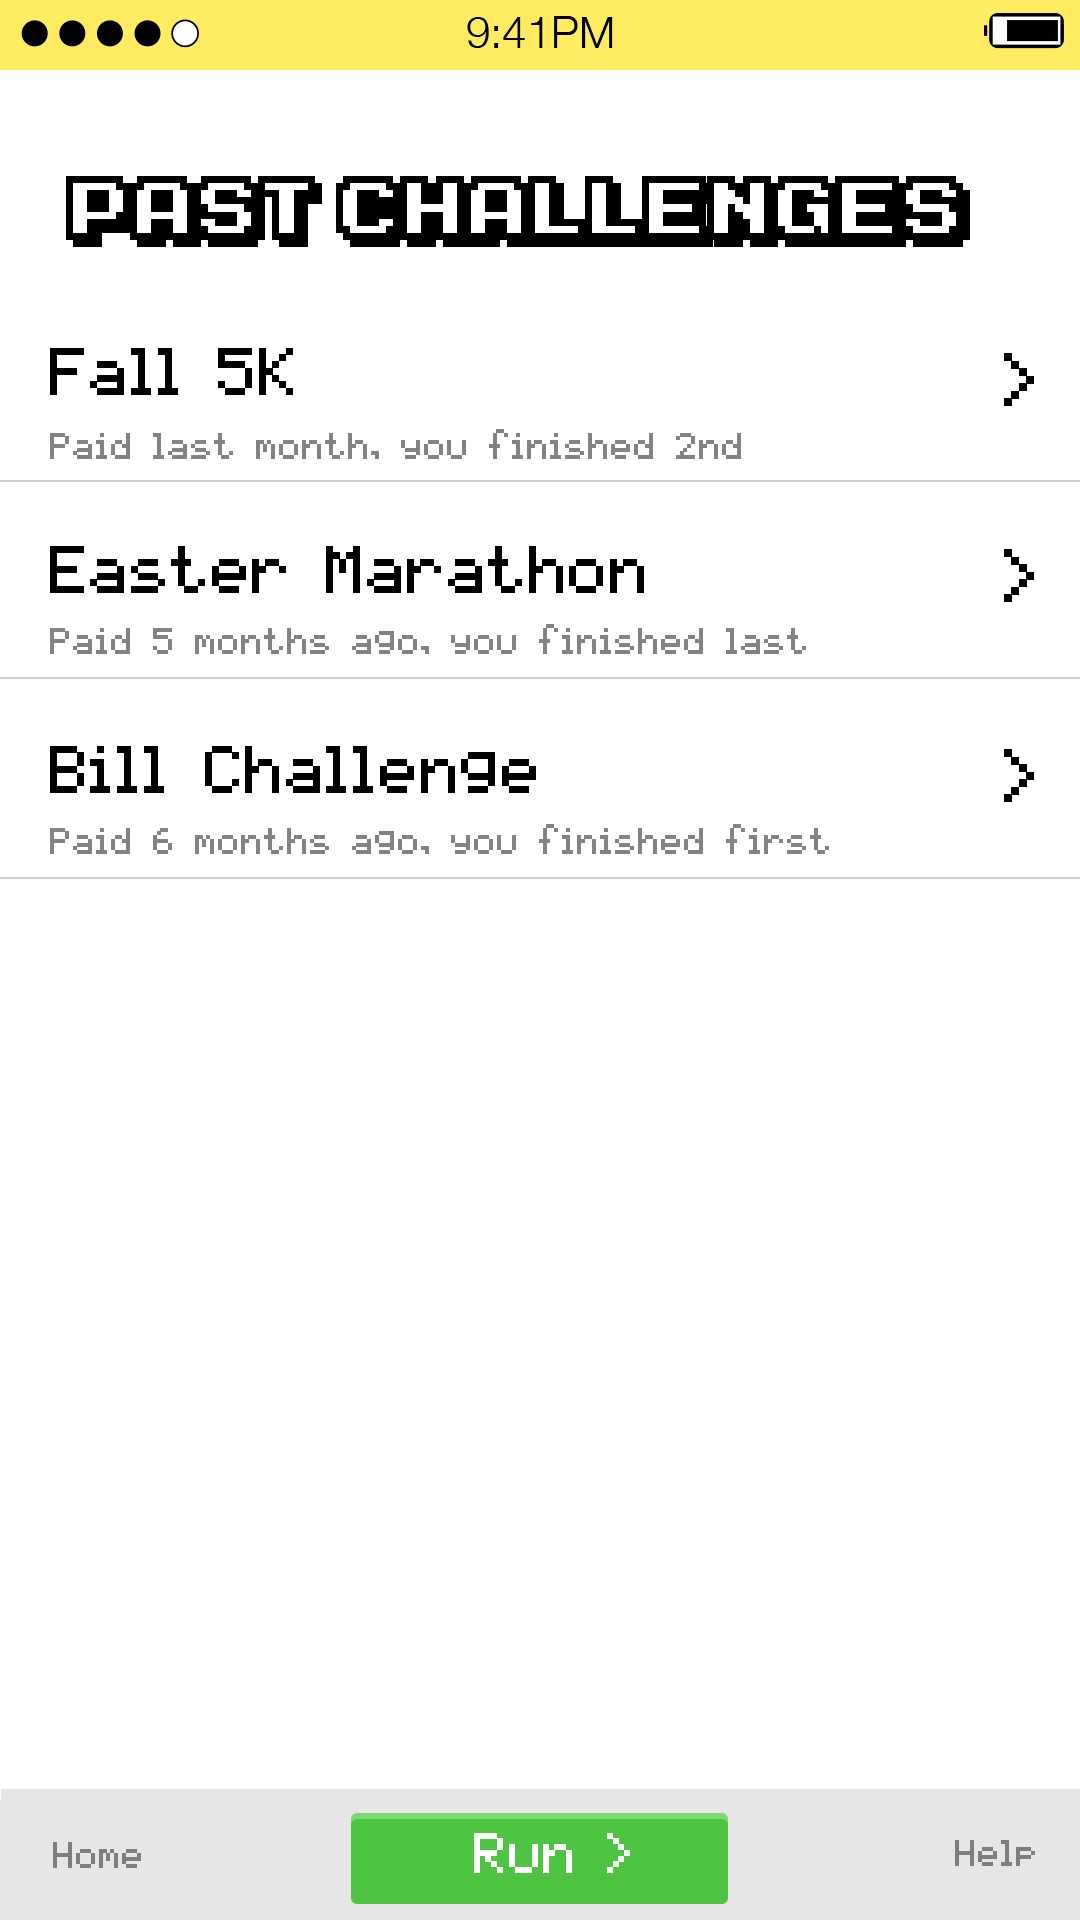 9:41PM
PAST CHALLENGES
Fall 5K
Paid last month, you finished 2nd
Easter Marathon
Paid 5 months ago, you finished last
Bill Challenge
Paid 6 months ago, you finished first
Home
Run >
Help